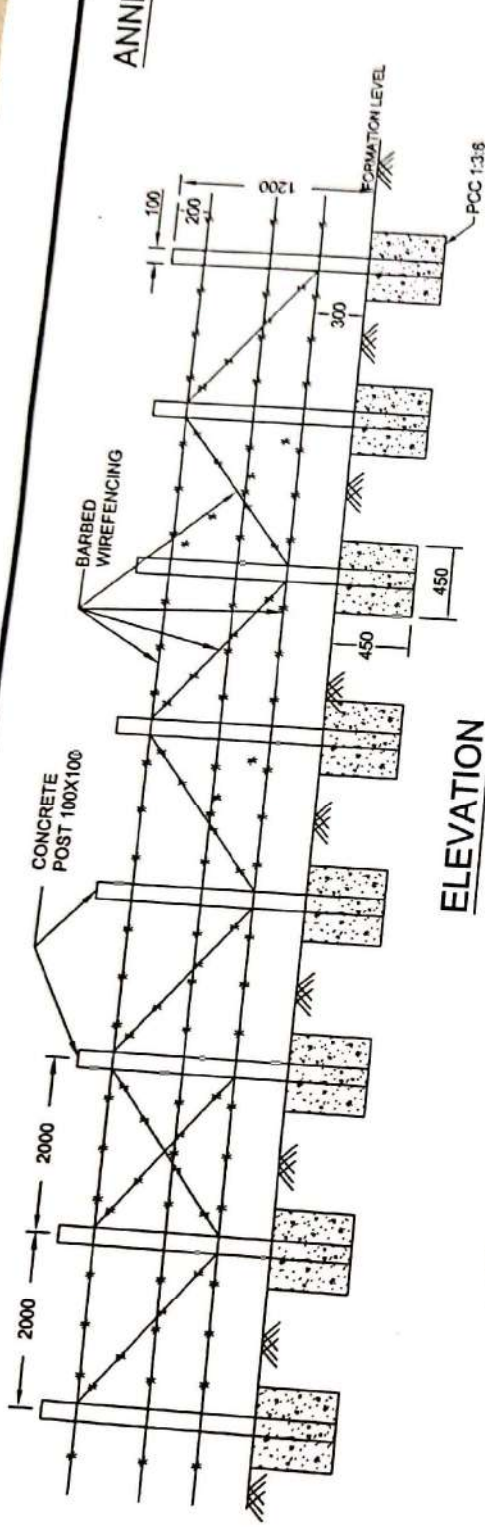 ANNE
CONCRETE
POST 100X100
BARBED
WIREFENCING
2000
2000
100
200
1200
300
FORMATION LEVEL
PCC 1:3:6
450
450
ELEVATION